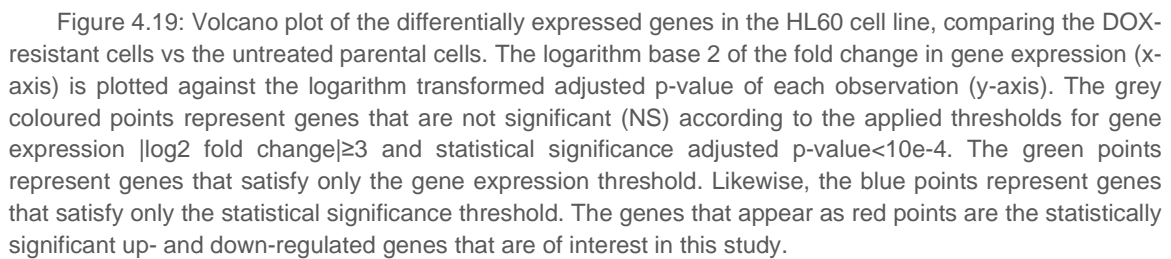 Figure 4.19: Volcano plot of the differentially expressed genes in the HL60 cell line, comparing the DOX-
resistant cells vs the untreated parental cells. The logarithm base 2 of the fold change in gene expression (x-
axis) is plotted against the logarithm transformed adjusted p-value of each observation (y-axis). The grey
coloured points represent genes that are not significant (NS) according to the applied thresholds for gene
expression |log2 fold change|≥3 and statistical significance adjusted p-value<10e-4. The green points
represent genes that satisfy only the gene expression threshold. Likewise, the blue points represent genes
that satisfy only the statistical significance threshold. The genes that appear as red points are the statistically
significant up- and down-regulated genes that are of interest in this study.